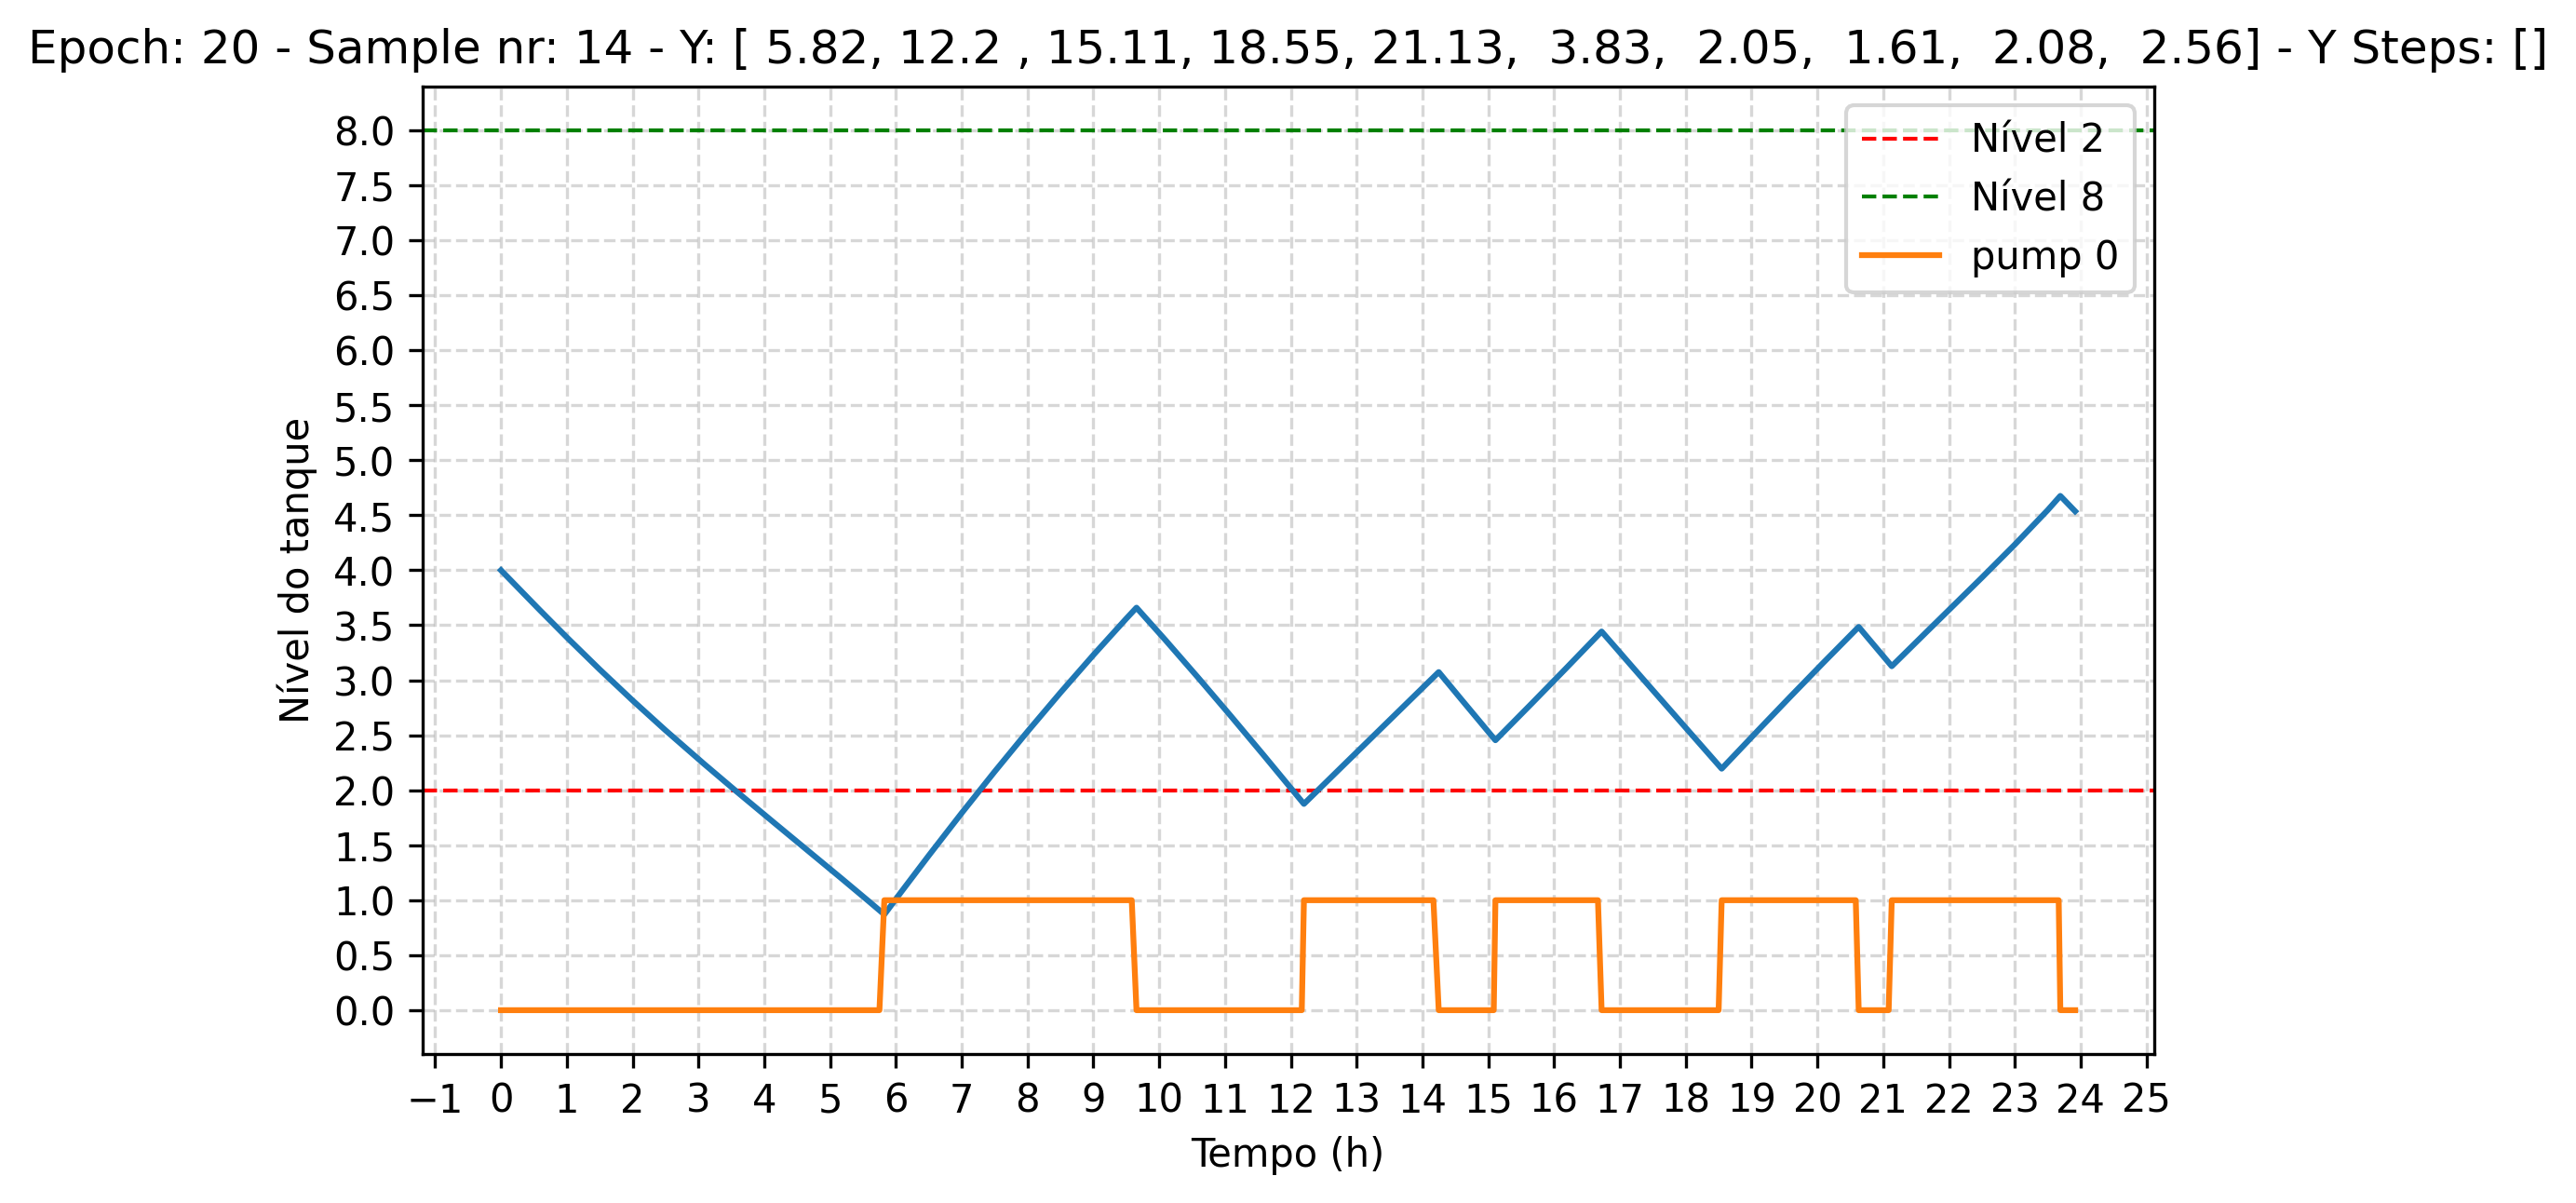 Epoch: 20 - Sample nr: 14 - Y: [ 5.82, 12.2 , 15.11, 18.55, 21.13,  3.83,  2.05,  1.61,  2.08,  2.56] - Y Steps: []
8.0
7.5
7.0
6.5
6.0
5.5
5.0
4.5
4.0
3.5
3.0
2.5
2.0
1.5
1.0
0.5
0.0
Nível do tanque
Nível 2
Nível 8
pump 0
−1 0 1 2 3 4 5 6 7 8 9 10 11 12 13 14 15 16 17 18 19 20 21 22 23 24 25
Tempo (h)